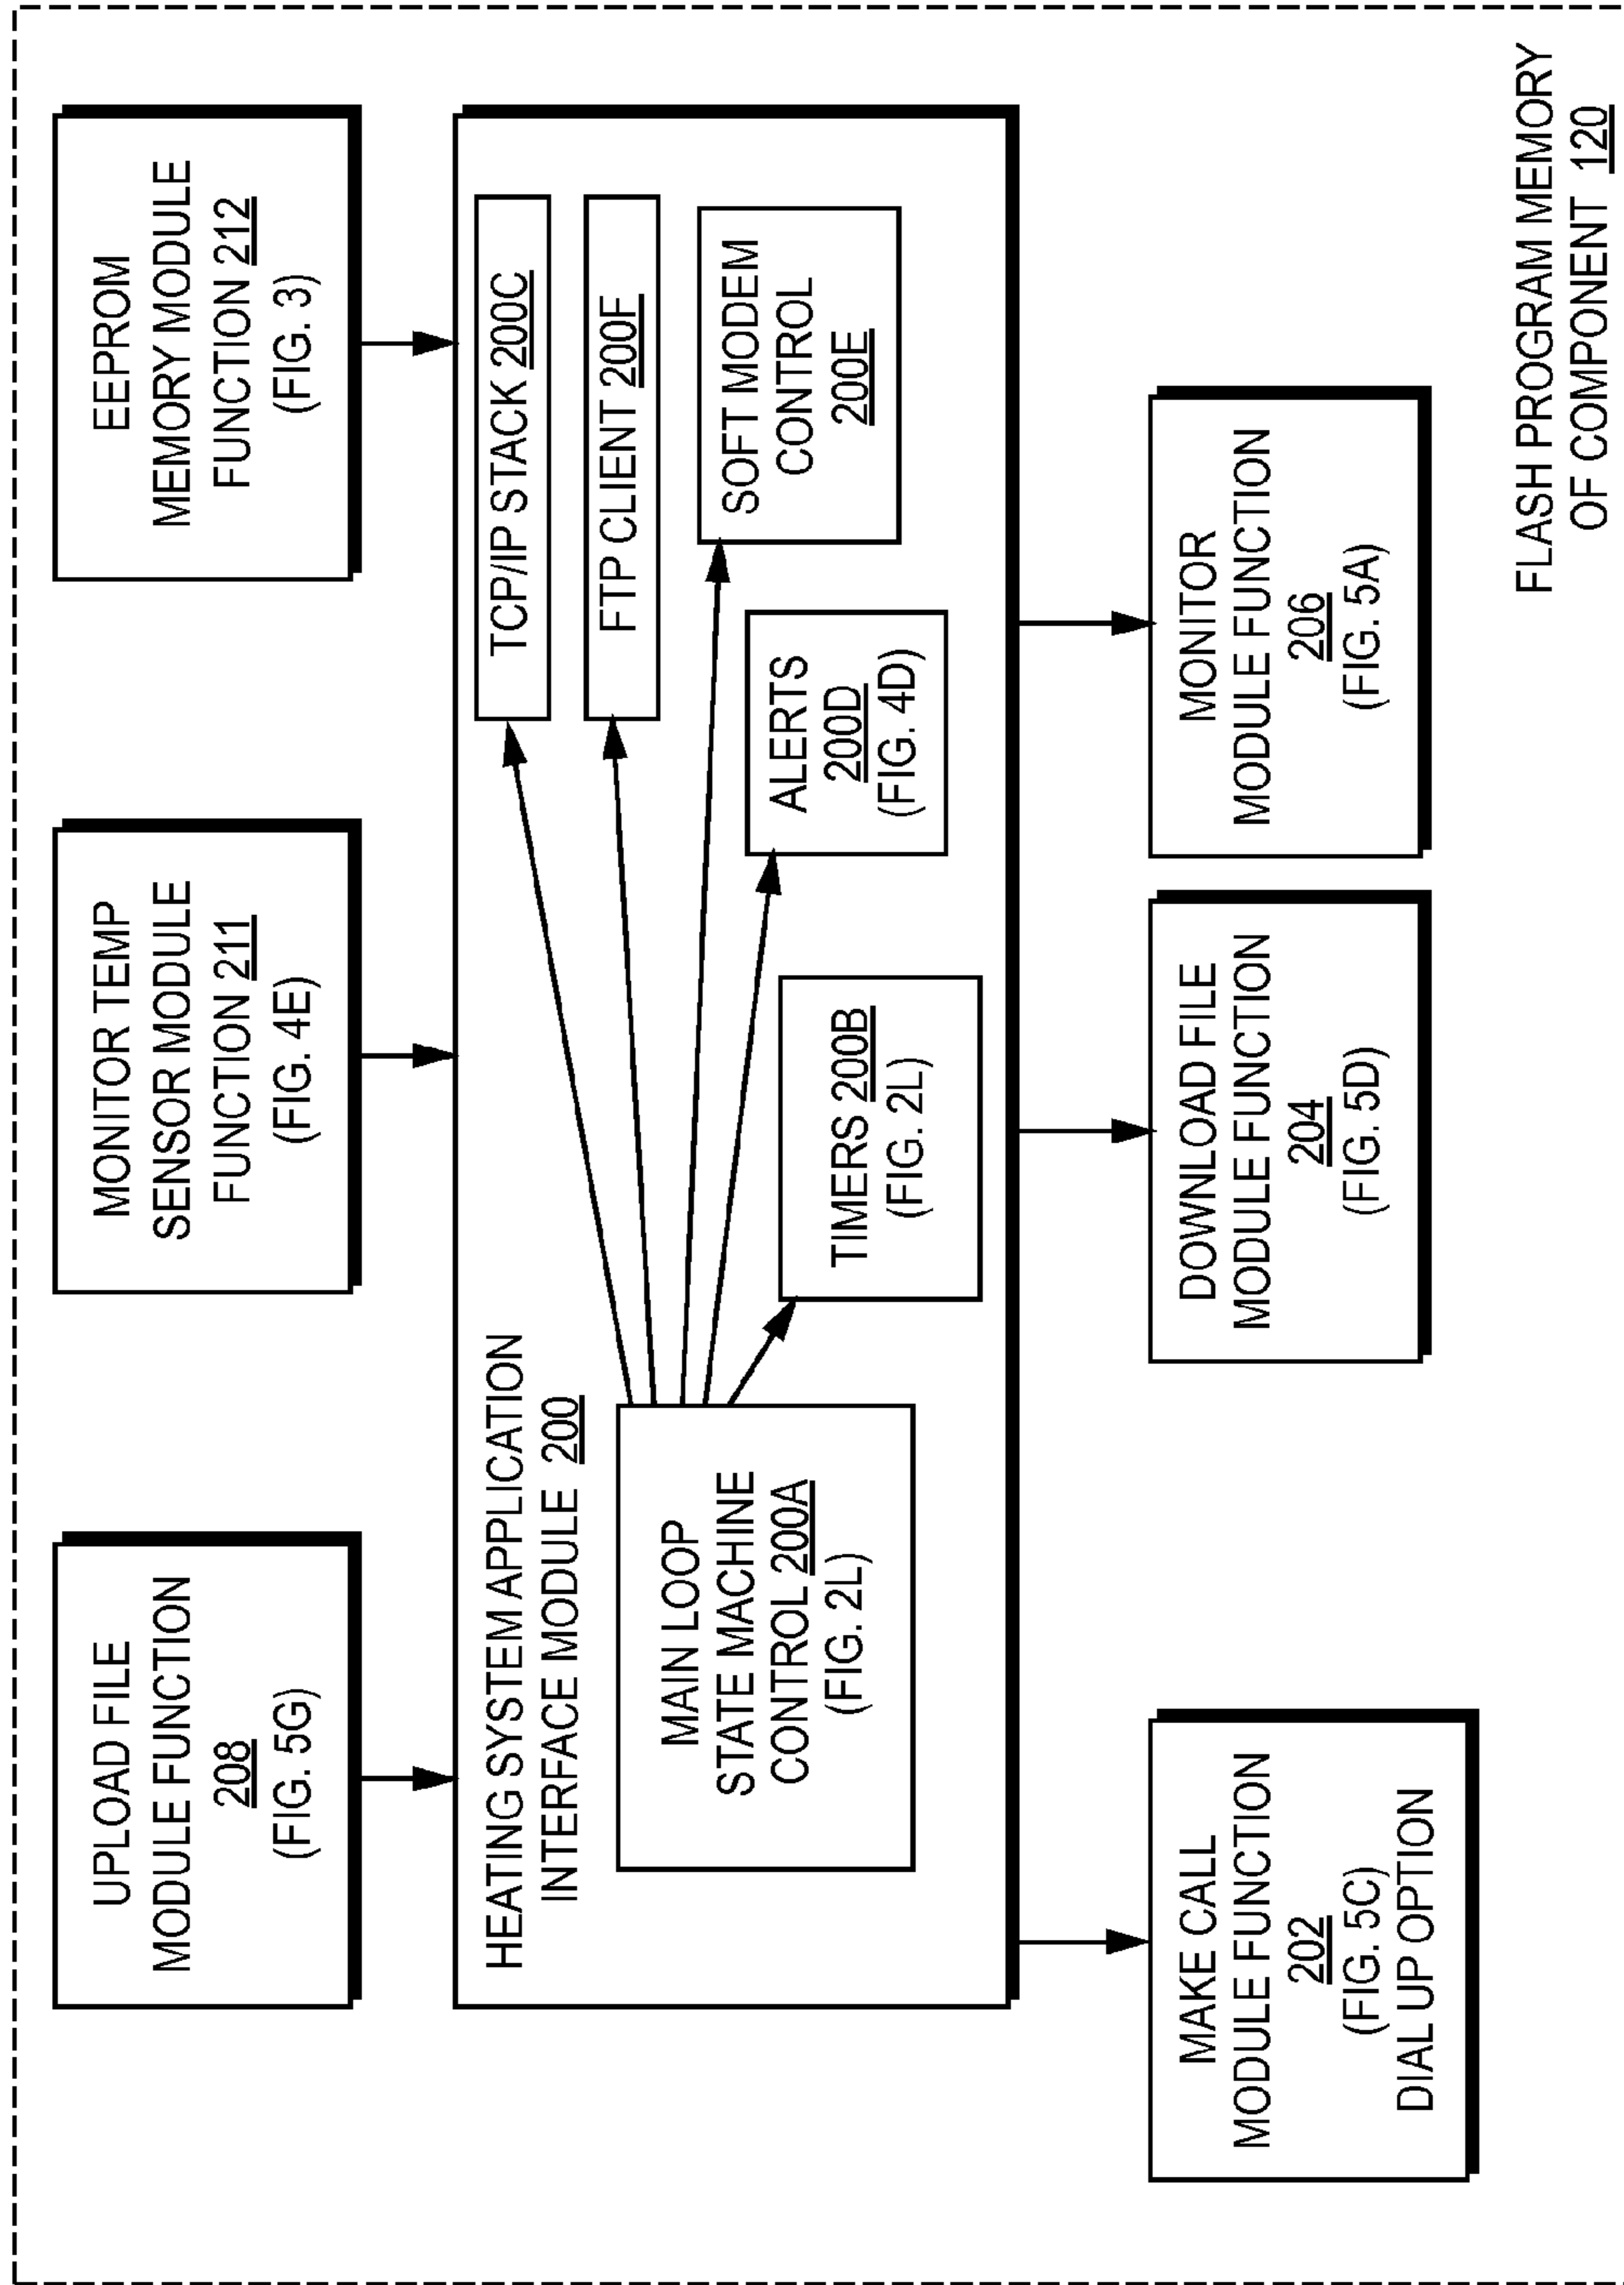 UPLOAD FILE
MODULE FUNCTION
208
(FIG. 5G)
MONITOR TEMP
SENSOR MODULE
FUNCTION 211
(FIG. 4E)
EEPROM
MEMORY MODULE
FUNCTION 212
(FIG. 3)
HEATING SYSTEM APPLICATION
INTERFACE MODULE 200
MAIN LOOP
STATE MACHINE
CONTROL 200A
(FIG. 2L)
TCP/IP STACK 200C
FTP CLIENT 200F
SOFT MODEM
CONTROL
200E
ALERTS
200D
(FIG. 4D)
TIMERS 200B
(FIG. 2L)
MAKE CALL
MODULE FUNCTION
202
(FIG. 5C)
DIAL UP OPTION
DOWNLOAD FILE
MODULE FUNCTION
204
(FIG. 5D)
MONITOR
MODULE FUNCTION
206
(FIG. 5A)
FLASH PROGRAM MEMORY
OF COMPONENT 120